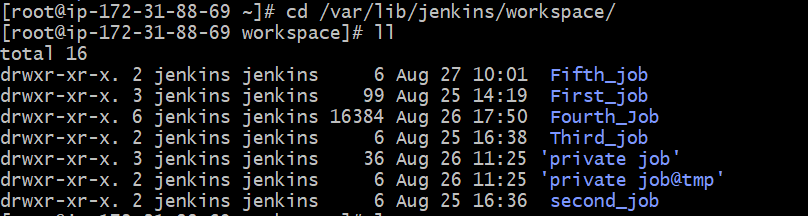 [root@ip-172-31-88-69 ~]# cd /var/lib/jenkins/workspace/
[root@ip-172-31-88-69 workspace]# ll
total 16
drwxr-xr-x. 2 jenkins jenkins     6 Aug 27 10:01  Fifth_job
drwxr-xr-x. 3 jenkins jenkins    99 Aug 25 14:19  First_job
drwxr-xr-x. 6 jenkins jenkins 16384 Aug 26 17:50  Fourth_Job
drwxr-xr-x. 2 jenkins jenkins     6 Aug 25 16:38  Third_job
drwxr-xr-x. 3 jenkins jenkins    36 Aug 26 11:25 'private job'
drwxr-xr-x. 2 jenkins jenkins     6 Aug 26 11:25 'private job@tmp'
drwxr-xr-x. 2 jenkins jenkins     6 Aug 25 16:36  second_job